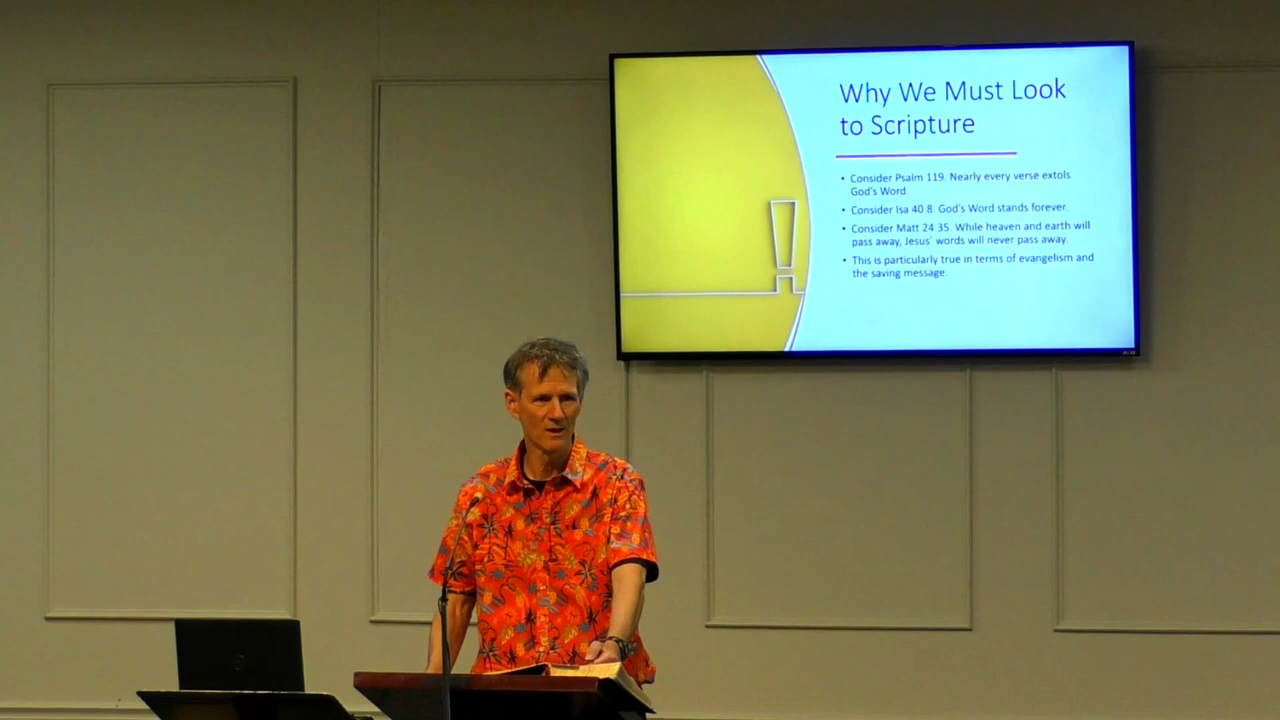 Why We Must Look
to Scripture
• Consider Psalm 119. Nearly every verse extols
God's Word.
• Consider Isa 40:8. God's Word stands forever.
• Consider Matt 24:35. While heaven and earth will
pass away, Jesus' words will never pass away.
• This is particularly true in terms of evangelism and
the saving message.